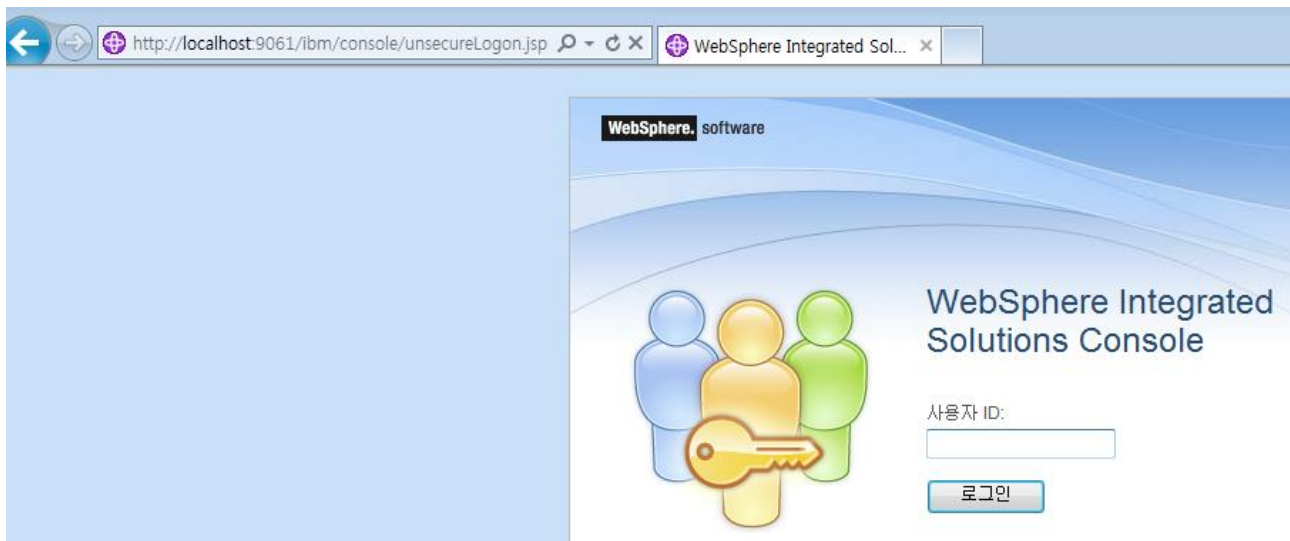 http://localhost:9061/ibm/console/unsecureLogon.jsp
WebSphere Integrated Sol...
WebSphere. software
WebSphere Integrated
Solutions Console
사용자 ID:
로그인